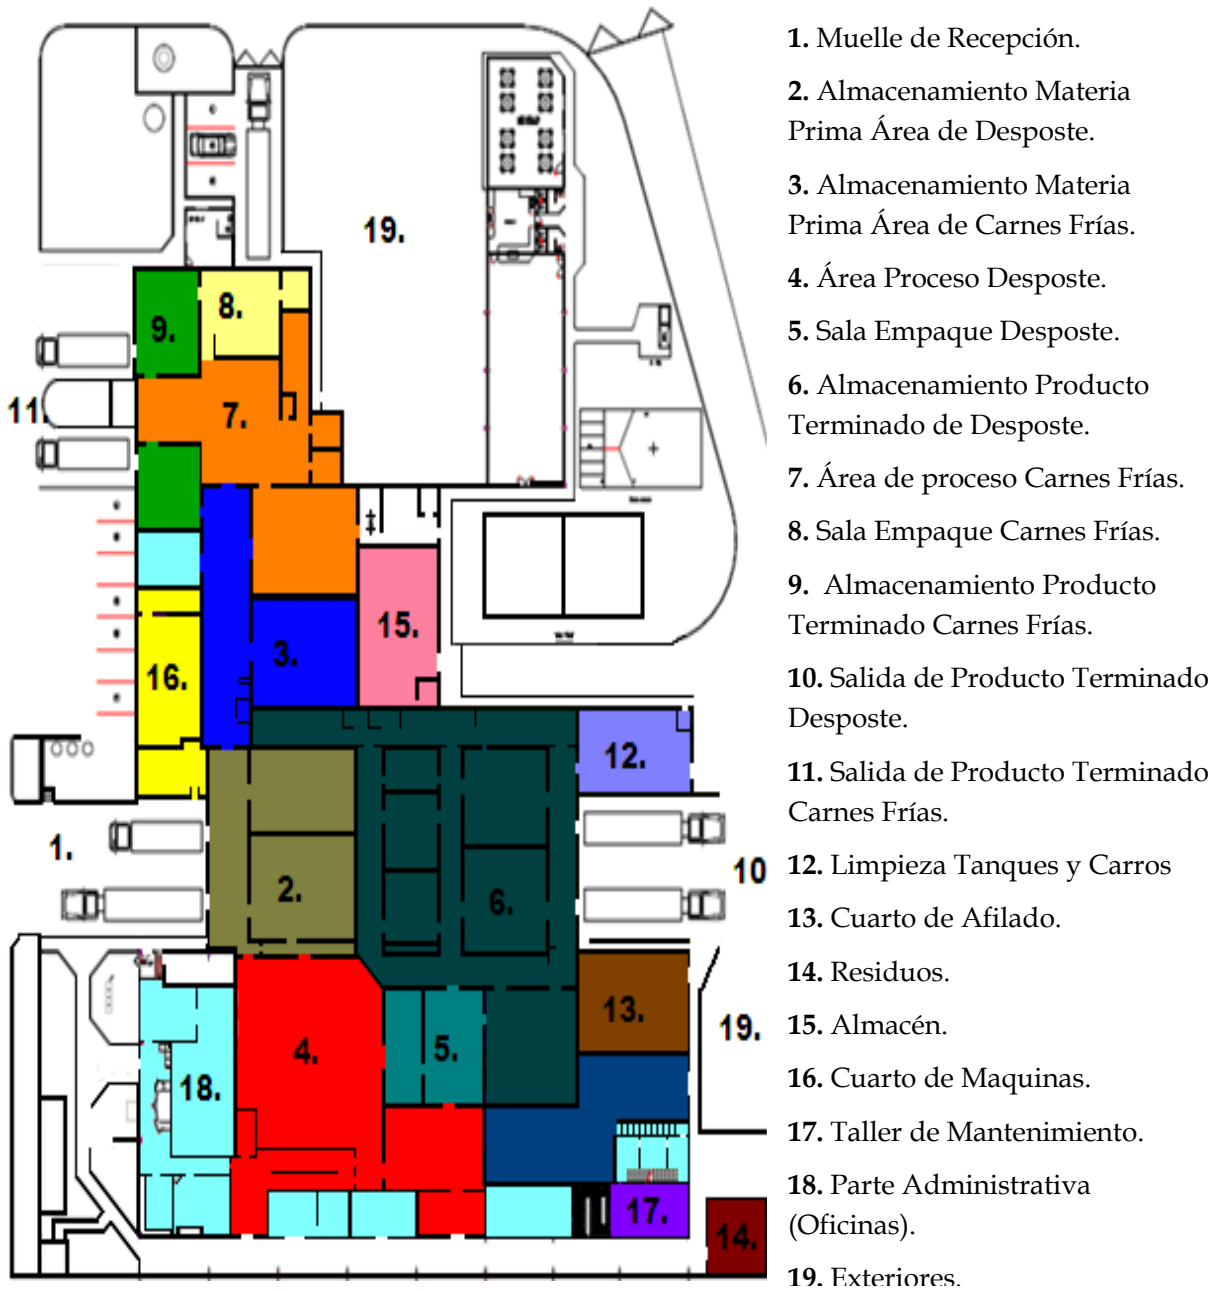 19.
9.
8.
11.
7.
3.
15.
16.
12.
1.
2.
6.
10
13.
19.
4.
5.
18.
17.
14.
1. Muelle de Recepción.
2. Almacenamiento Materia
Prima Área de Desposte.
3. Almacenamiento Materia
Prima Área de Carnes Frías.
4. Área Proceso Desposte.
5. Sala Empaque Desposte.
6. Almacenamiento Producto
Terminado de Desposte.
7. Área de proceso Carnes Frías.
8. Sala Empaque Carnes Frías.
9. Almacenamiento Producto
Terminado Carnes Frías.
10. Salida de Producto Terminado
Desposte.
11. Salida de Producto Terminado
Carnes Frías.
12. Limpieza Tanques y Carros
13. Cuarto de Afilado.
14. Residuos.
15. Almacén.
16. Cuarto de Maquinas.
17. Taller de Mantenimiento.
18. Parte Administrativa
(Oficinas).
19. Exteriores.